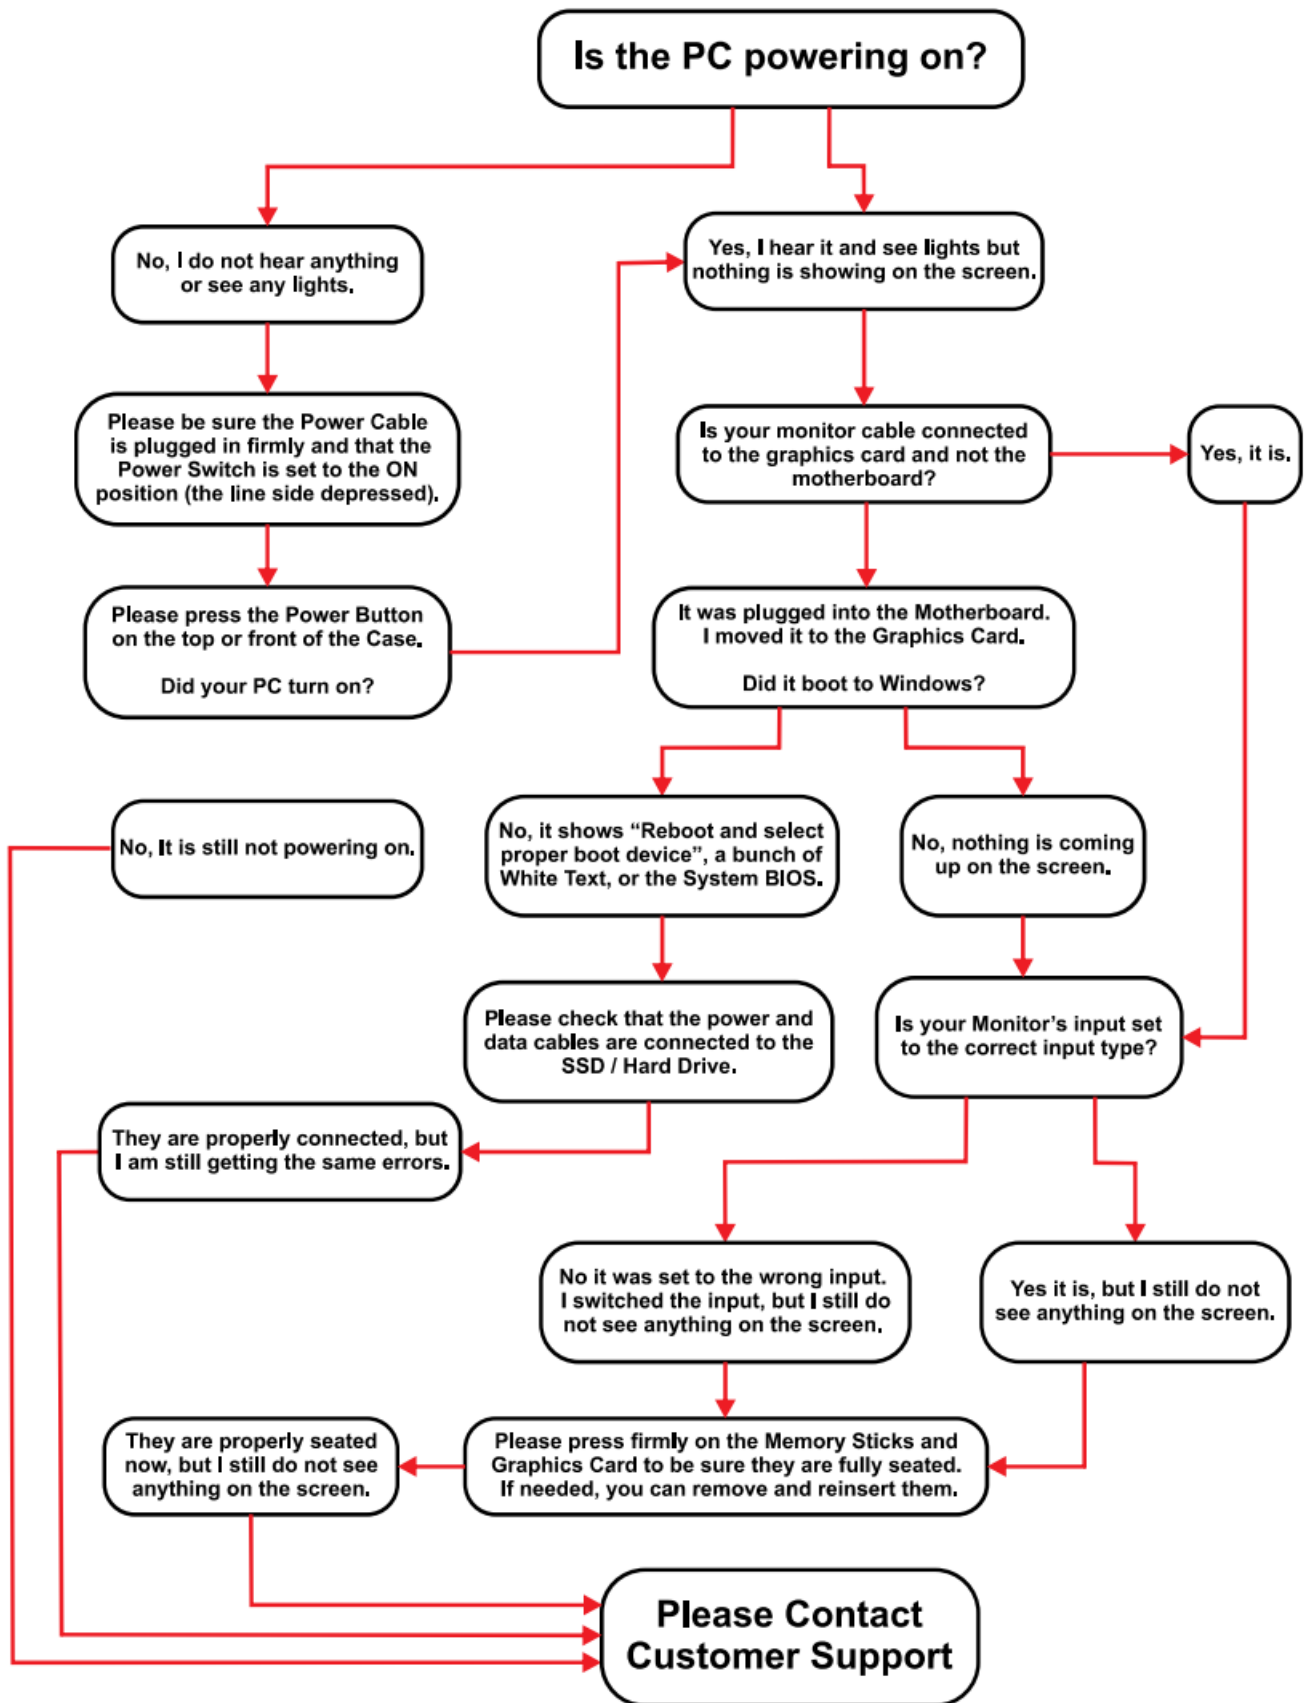 Is the PC powering on?
No, I do not hear anything
or see any lights.
Yes, I hear it and see lights but
nothing is showing on the screen.
Please be sure the Power Cable
is plugged in firmly and that the
Power Switch is set to the ON
position (the line side depressed).
Is your monitor cable connected
to the graphics card and not the
motherboard?
Yes, it is.
Please press the Power Button
on the top or front of the Case.
Did your PC turn on?
It was plugged into the Motherboard.
I moved it to the Graphics Card.
Did it boot to Windows?
No, It is still not powering on.
No, it shows “Reboot and select
proper boot device”, a bunch of
White Text, or the System BIOS.
No, nothing is coming
up on the screen.
Please check that the power and
data cables are connected to the
SSD / Hard Drive.
Is your Monitor’s input set
to the correct input type?
They are properly connected, but
I am still getting the same errors.
No it was set to the wrong input.
I switched the input, but I still do
not see anything on the screen.
Yes it is, but I still do not
see anything on the screen.
They are properly seated
now, but I still do not see
anything on the screen.
Please press firmly on the Memory Sticks and
Graphics Card to be sure they are fully seated.
If needed, you can remove and reinsert them.
Please Contact
Customer Support